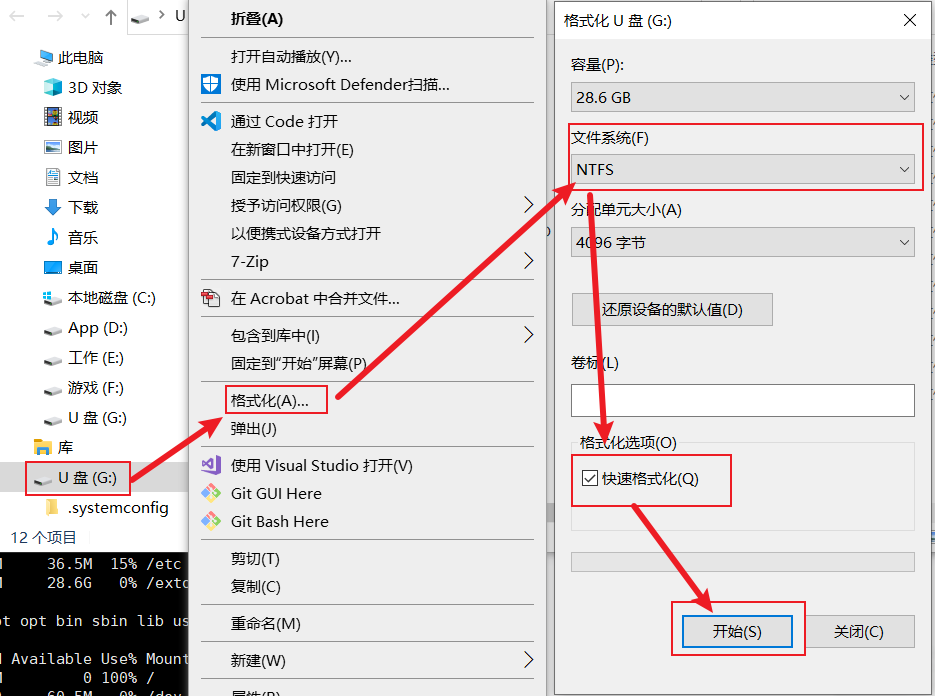 U
此电脑
3D 对象
视频
图片
文档
下载
音乐
桌面
本地磁盘 (C:)
App (D:)
工作 (E:)
游戏 (F:)
U 盘 (G:)
库
U 盘 (G:)
.systemconfig
12 个项目
36.5M 15% /etc
28.6G 0% /extc
opt bin sbin lib us
Available Use% Mount
0 100% /
60.5M 0% /dev
折叠(A)
打开自动播放(Y)...
使用 Microsoft Defender扫描...
通过 Code 打开
在新窗口中打开(E)
固定到快速访问
授予访问权限(G)
以便携式设备方式打开
7-Zip
在 Acrobat 中合并文件...
包含到库中(I)
固定到"开始"屏幕(P)
格式化(A)...
弹出(J)
使用 Visual Studio 打开(V)
Git GUI Here
Git Bash Here
剪切(T)
复制(C)
重命名(M)
新建(W)
属性(R)
格式化 U 盘 (G:)
容量(P):
28.6 GB
文件系统(F)
NTFS
分配单元大小(A)
4096 字节
还原设备的默认值(D)
卷标(L)
格式化选项(O)
快速格式化(Q)
开始(S)
关闭(C)